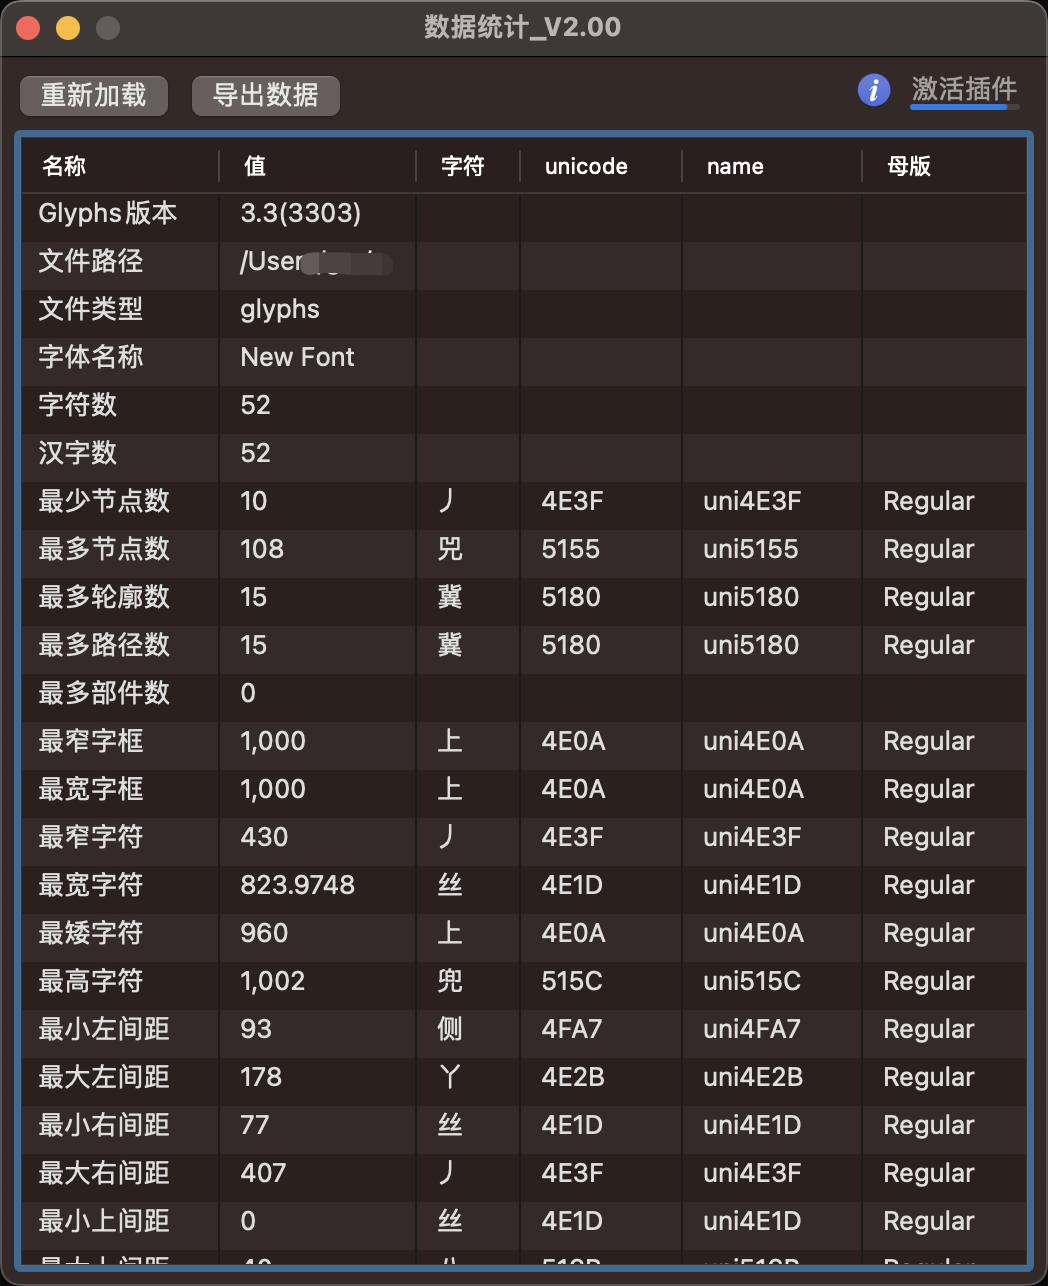 数据统计_V2.00
重新加载 导出数据 激活插件
名称 值 字符 unicode name 母版
Glyphs版本 3.3(3303)
文件路径 /User
文件类型 glyphs
字体名称 New Font
字符数 52
汉字数 52
最少节点数 10 丿 4E3F uni4E3F Regular
最多节点数 108 兕 5155 uni5155 Regular
最多轮廓数 15 冀 5180 uni5180 Regular
最多路径数 15 冀 5180 uni5180 Regular
最多部件数 0
最窄字框 1,000 上 4E0A uni4E0A Regular
最宽字框 1,000 上 4E0A uni4E0A Regular
最窄字符 430 丿 4E3F uni4E3F Regular
最宽字符 823.9748 丝 4E1D uni4E1D Regular
最矮字符 960 上 4E0A uni4E0A Regular
最高字符 1,002 兜 515C uni515C Regular
最小左间距 93 侧 4FA7 uni4FA7 Regular
最大左间距 178 丫 4E2B uni4E2B Regular
最小右间距 77 丝 4E1D uni4E1D Regular
最大右间距 407 丿 4E3F uni4E3F Regular
最小上间距 0 丝 4E1D uni4E1D Regular